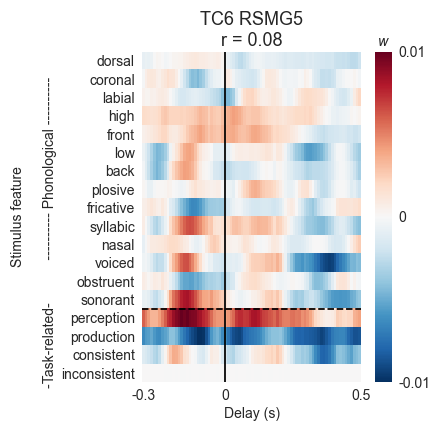 TC6 RSMG5
r = 0.08
w
dorsal
coronal
labial
high
front
low
back
plosive
fricative
syllabic
nasal
voiced
obstruent
sonorant
perception
production
consistent
inconsistent
Stimulus feature
---------- Phonological ----------
-Task-related-
0.01
0
-0.01
-0.3
0
0.5
Delay (s)